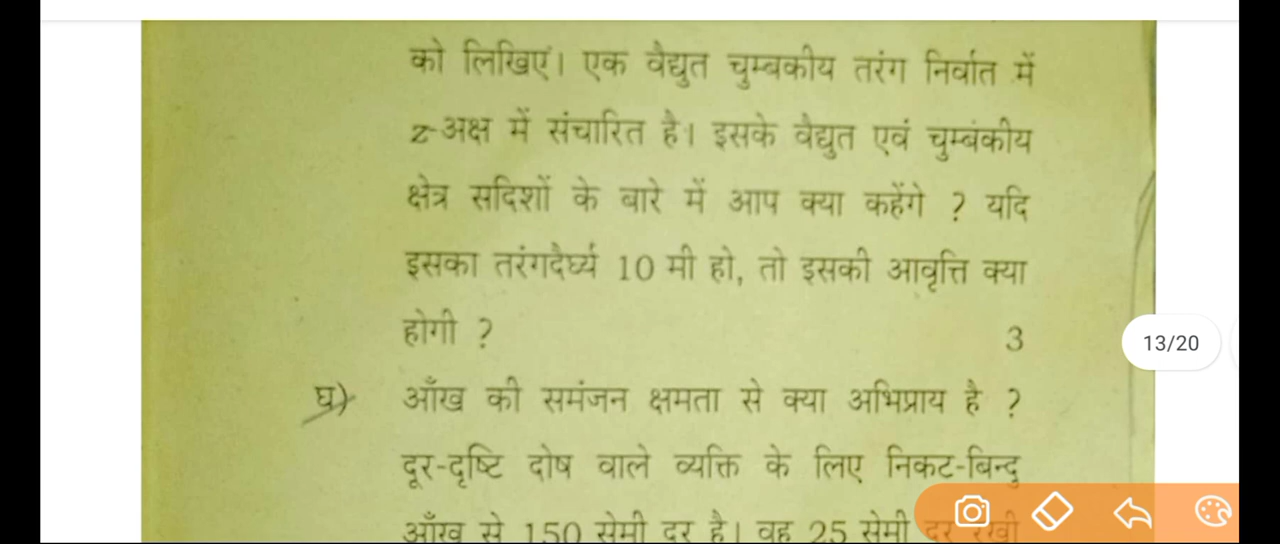 को लिखिए। एक वैद्युत चुम्बकीय तरंग निर्वात में
z-अक्ष में संचारित है। इसके वैद्युत एवं चुम्बकीय
क्षेत्र सदिशों के बारे में आप क्या कहेंगे ? यदि
इसका तरंगदैर्घ्य 10 मी हो, तो इसकी आवृत्ति क्या
होगी ? 3
13/20
घ) आँख की समंजन क्षमता से क्या अभिप्राय है ?
दूर-दृष्टि दोष वाले व्यक्ति के लिए निकट-बिन्दु
आँख से 150 सेमी दूर है। वह 25 सेमी दूर रखी